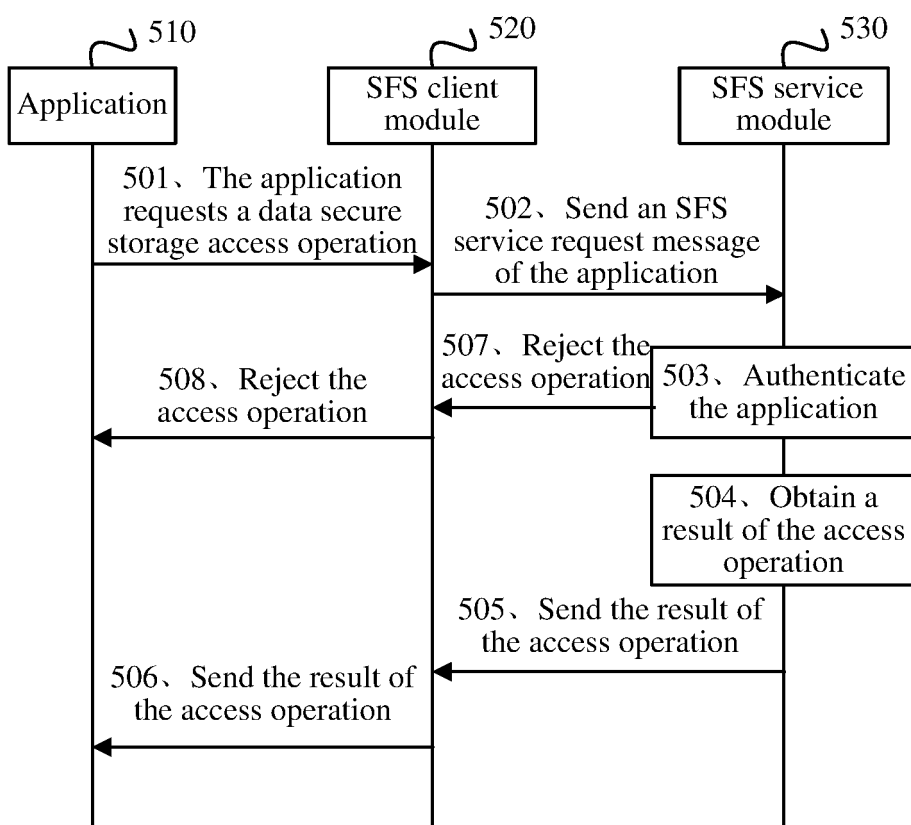 510
520
530
Application
SFS client
module
SFS service
module
501、The application
requests a data secure
storage access operation
502、Send an SFS
service request message
of the application
507、Reject the
access operation
508、Reject the
access operation
503、Authenticate
the application
504、Obtain a
result of the access
operation
505、Send the result of
the access operation
506、Send the result of
the access operation